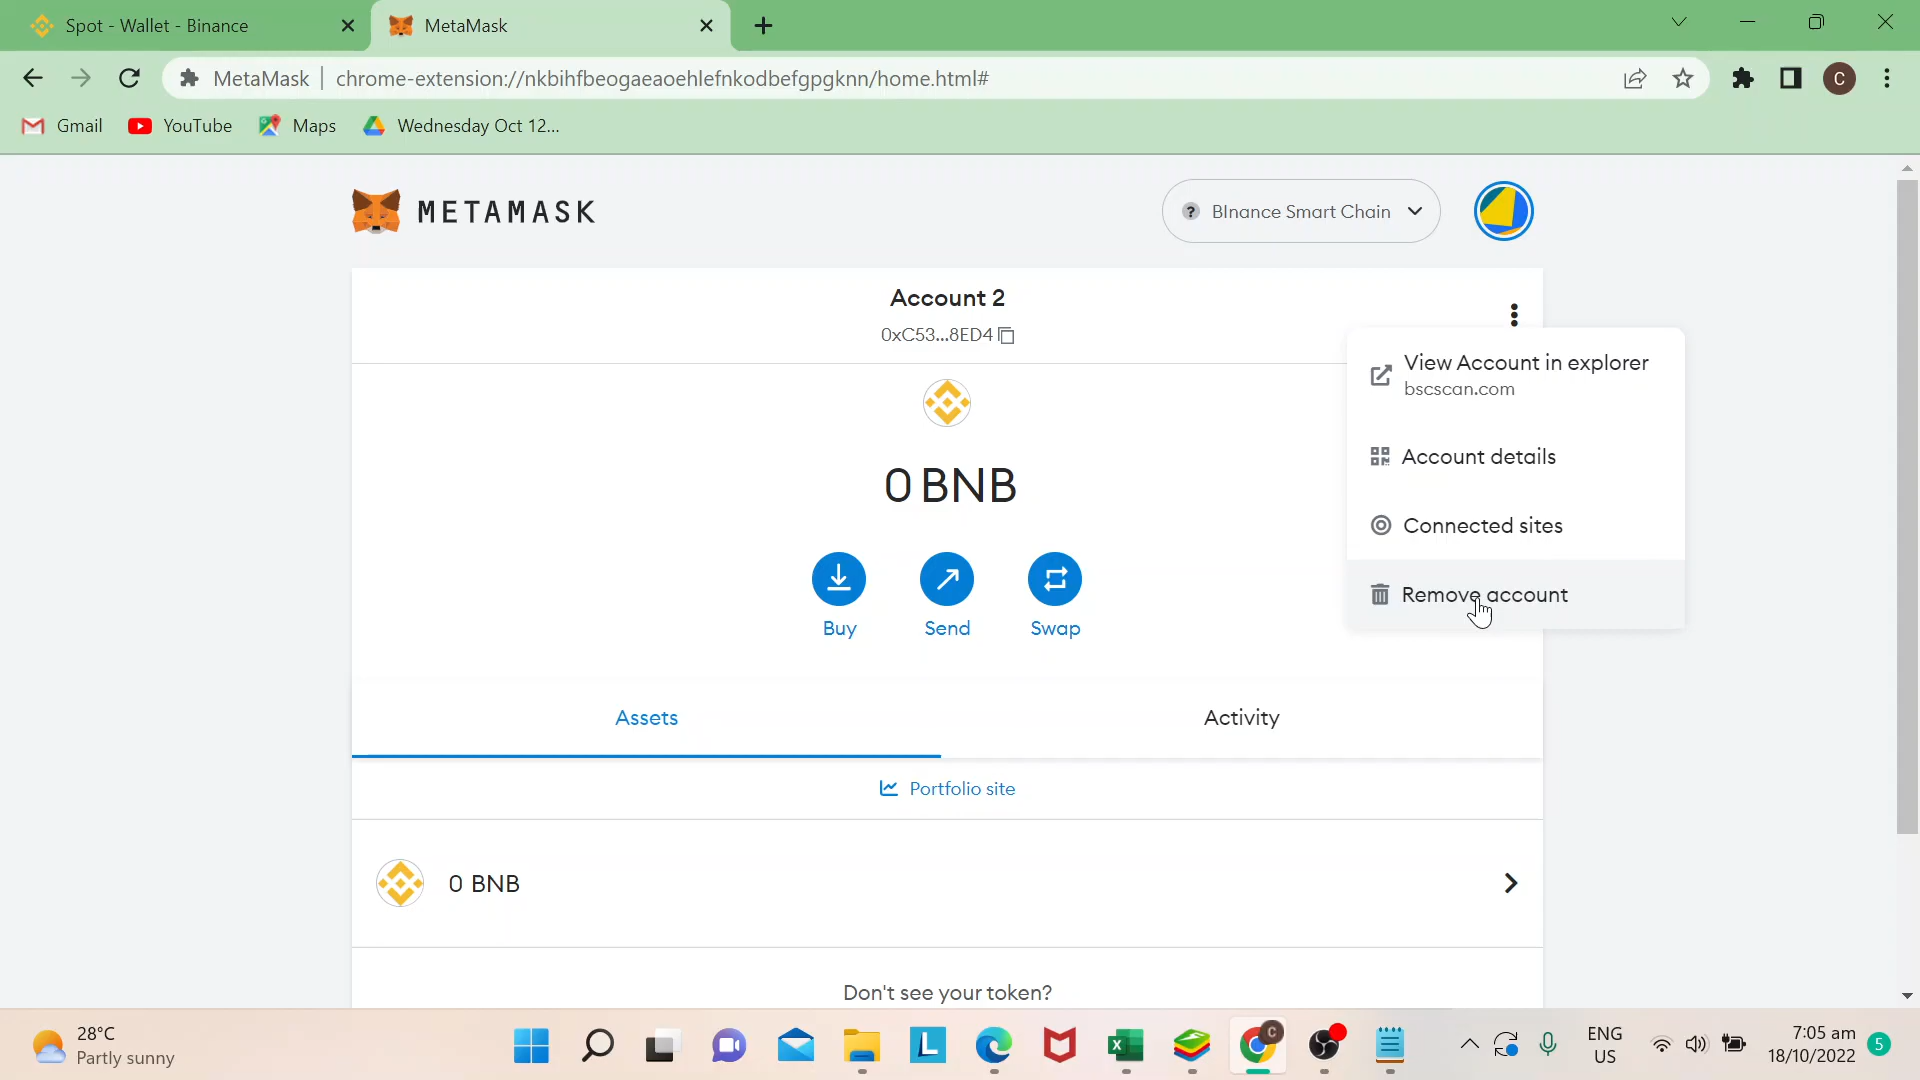 Spot - Wallet - Binance
MetaMask
MetaMask | chrome-extension://nkbihfbeogaeaoehlefnkodbefgpgknn/home.html#
C
Gmail
YouTube
Maps
Wednesday Oct 12...
METAMASK
? BInance Smart Chain
Account 2
0xC53...8ED4
View Account in explorer
bscscan.com
Account details
Connected sites
Remove account
0 BNB
Buy
Send
Swap
Assets
Activity
Portfolio site
0 BNB
Don't see your token?
28°C
Partly sunny
L
X
C
ENG
US
7:05 am
18/10/2022
5